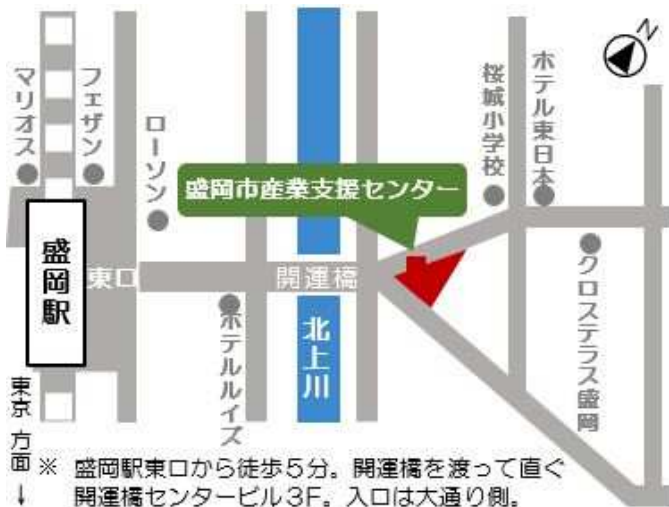 N
マリオス
フェザン
ローソン
桜城小学校
ホテル東日本
盛岡市産業支援センター
盛岡駅
東口
開運橋
ホテルルイズ
北上川
クロステラス盛岡
東京方面
↓
※ 盛岡駅東口から徒歩5分。開運橋を渡って直ぐ
開運橋センタービル3F。入口は大通り側。